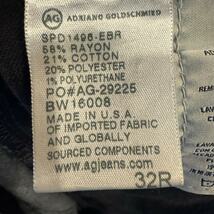 AG ADRIANO GOLDSCHMIED
SPD1496-EBR
58% RAYON
21% COTTON
20% POLYESTER
1% POLYURETHANE
PO#AG-29225
BW16008
MADE IN U.S.A.
OF IMPORTED FABRIC
AND GLOBALLY
SOURCED COMPONENTS
www.agjeans.com
32R